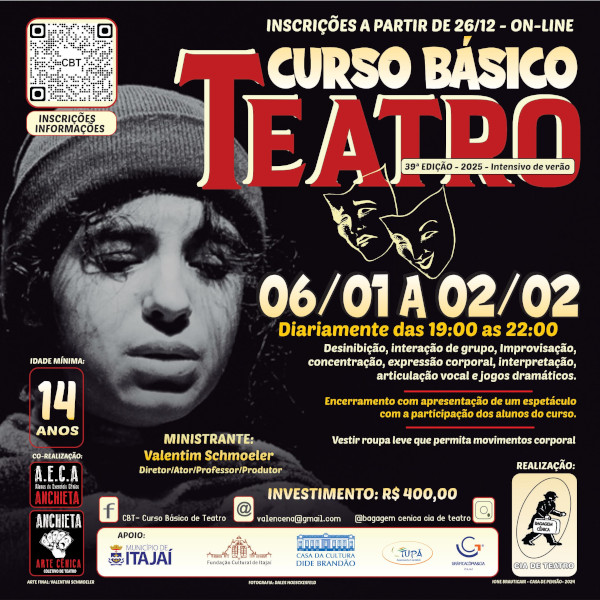 INSCRIÇÕES A PARTIR DE 26/12 - ON-LINE
CBT
INSCRIÇÕES
INFORMAÇÕES
CURSO BÁSICO
TEATRO
39ª EDIÇÃO - 2025 - Intensivo de verão
06/01 A 02/02
Diariamente das 19:00 as 22:00
Desinibição, interação de grupo, Improvisação,
concentração, expressão corporal, interpretação,
articulação vocal e jogos dramáticos.
Encerramento com apresentação de um espetáculo
com a participação dos alunos do curso.
Vestir roupa leve que permita movimentos corporal
IDADE MÍNIMA:
14
ANOS
MINISTRANTE:
Valentim Schmoeler
Diretor/Ator/Professor/Produtor
CO-REALIZAÇÃO:
A.E.C.A
ANCHIETA
ANCHIETA
ARTE CÊNICA
COLETIVO DE TEATRO
INVESTIMENTO: R$ 400,00
REALIZAÇÃO:
BAGAGEM
CÊNICA
CIA DE TEATRO
f CBT- Curso Básico de Teatro @ valencena@gmail.com @bagagem cenica cia de teatro
APOIO:
MUNICÍPIO DE
ITAJAÍ
Fundação Cultural de Itajaí
CASA DA CULTURA
DIDE BRANDÃO
TUPÃ
ARTE FINAL: VALENTIM SCHMOELER